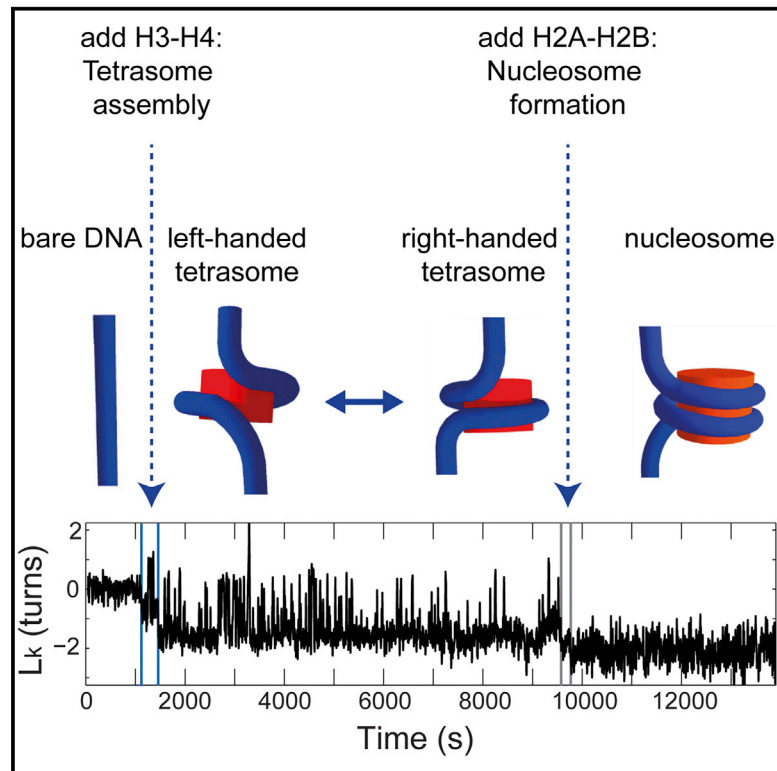 add H3-H4:
Tetrasome
assembly
add H2A-H2B:
Nucleosome
formation
bare DNA
left-handed
tetrasome
right-handed
tetrasome
nucleosome
Lk (turns)
2
0
−2
0 2000 4000 6000 8000 10000 12000
Time (s)